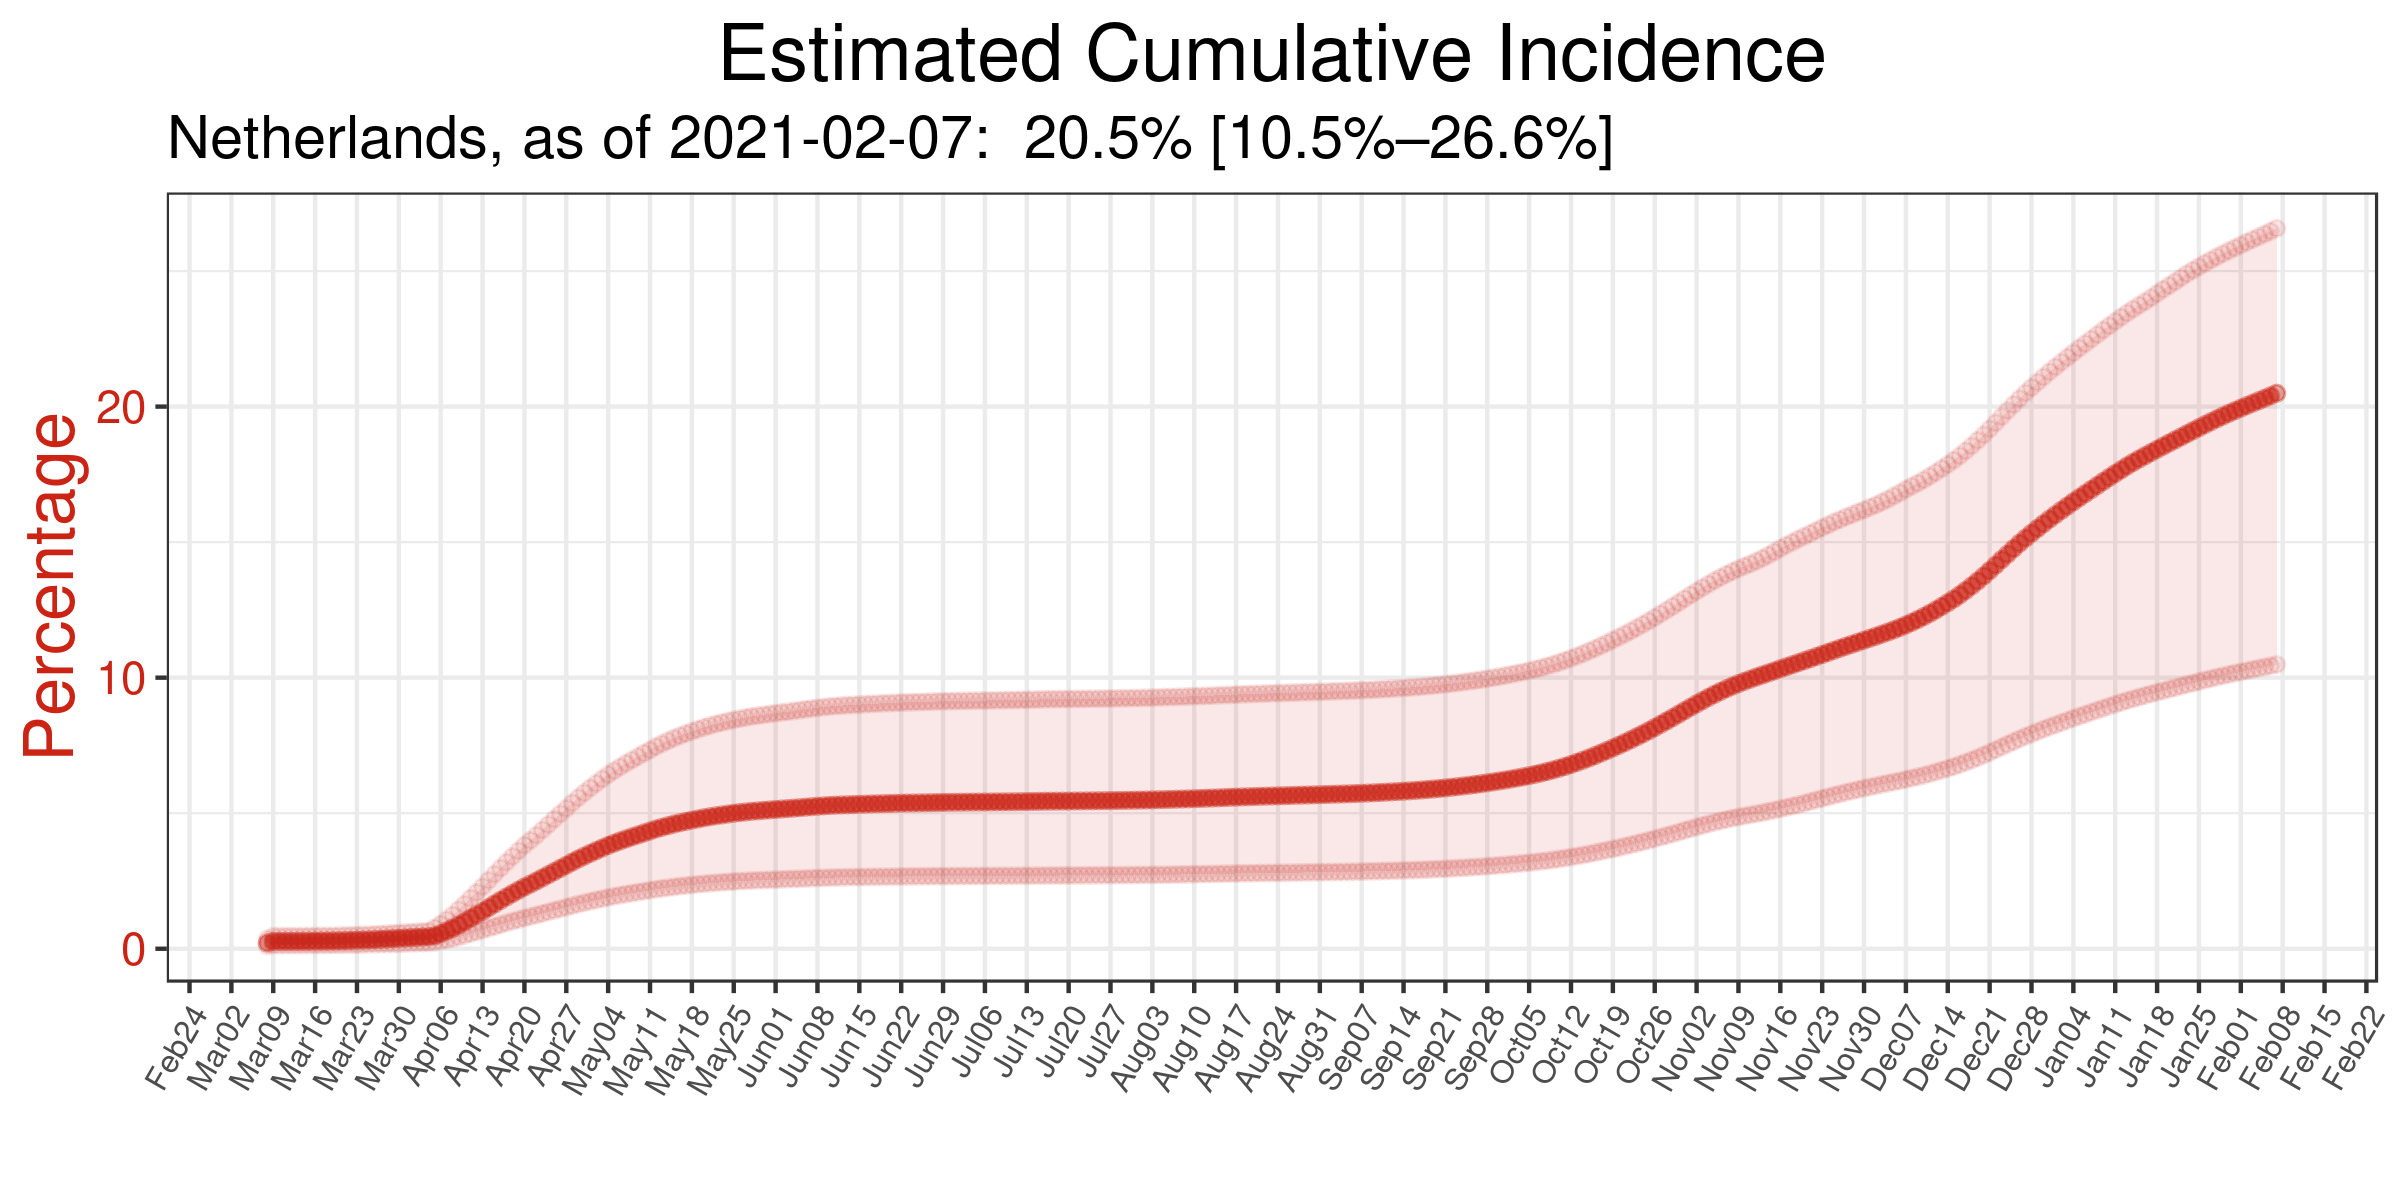 Estimated Cumulative Incidence
Netherlands, as of 2021-02-07:  20.5% [10.5%–26.6%]
Percentage
20
10
0
Feb24
Mar02
Mar09
Mar16
Mar23
Mar30
Apr06
Apr13
Apr20
Apr27
May04
May11
May18
May25
Jun01
Jun08
Jun15
Jun22
Jun29
Jul06
Jul13
Jul20
Jul27
Aug03
Aug10
Aug17
Aug24
Aug31
Sep07
Sep14
Sep21
Sep28
Oct05
Oct12
Oct19
Oct26
Nov02
Nov09
Nov16
Nov23
Nov30
Dec07
Dec14
Dec21
Dec28
Jan04
Jan11
Jan18
Jan25
Feb01
Feb08
Feb15
Feb22